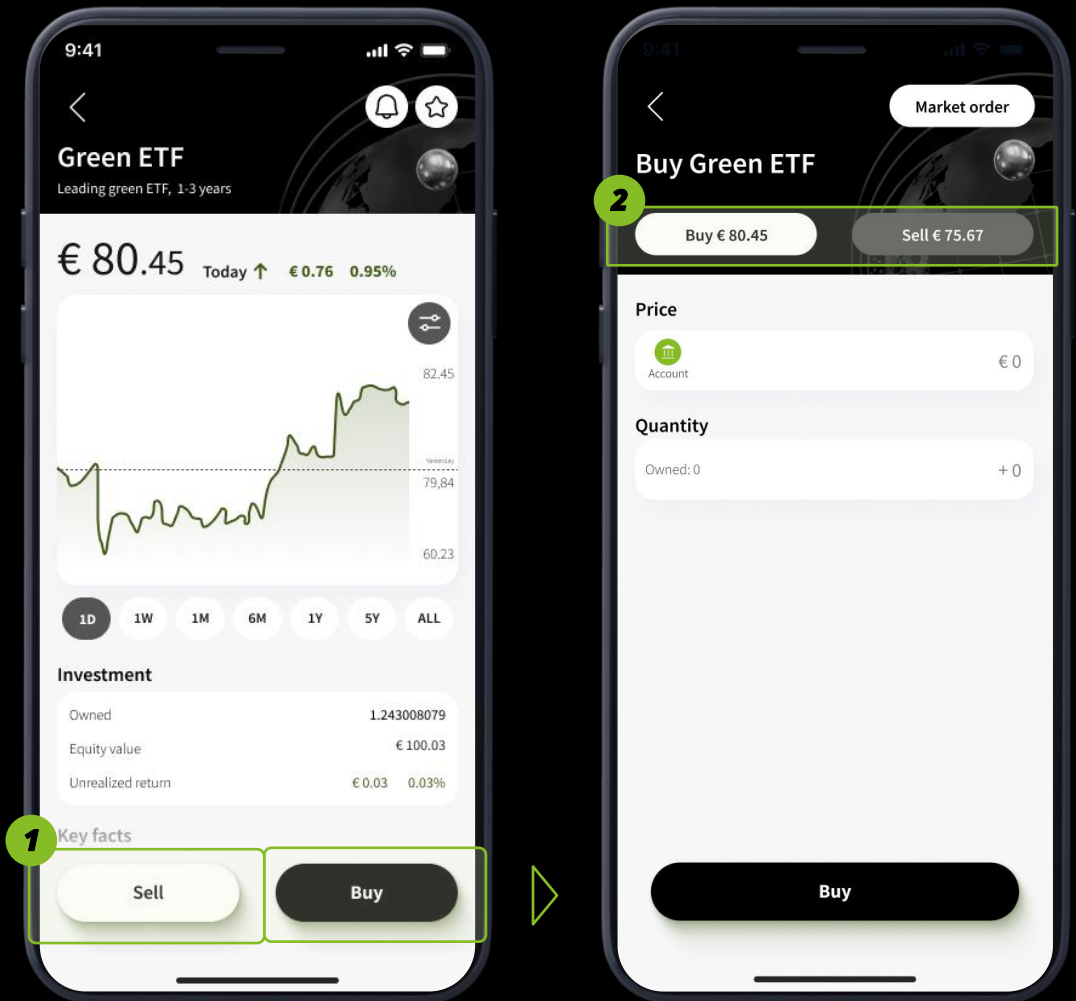 9:41
Green ETF
Leading green ETF, 1-3 years
€ 80.45 Today ↑ € 0.76 0.95%
82.45
Yesterday
79,84
60.23
1D 1W 1M 6M 1Y 5Y ALL
Investment
Owned 1.243008079
Equity value € 100.03
Unrealized return € 0.03 0.03%
1
Key facts
Sell Buy
9:41
Market order
Buy Green ETF
2
Buy € 80.45 Sell € 75.67
Price
Account € 0
Quantity
Owned: 0 + 0
Buy